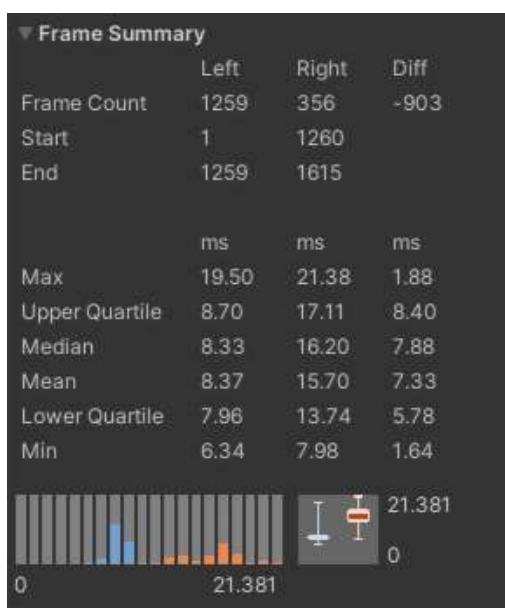 Frame Summary
Left Right Diff
Frame Count 1259 356 -903
Start 1 1260
End 1259 1615
ms ms ms
Max 19.50 21.38 1.88
Upper Quartile 8.70 17.11 8.40
Median 8.33 16.20 7.88
Mean 8.37 15.70 7.33
Lower Quartile 7.96 13.74 5.78
Min 6.34 7.98 1.64
21.381
0
0 21.381